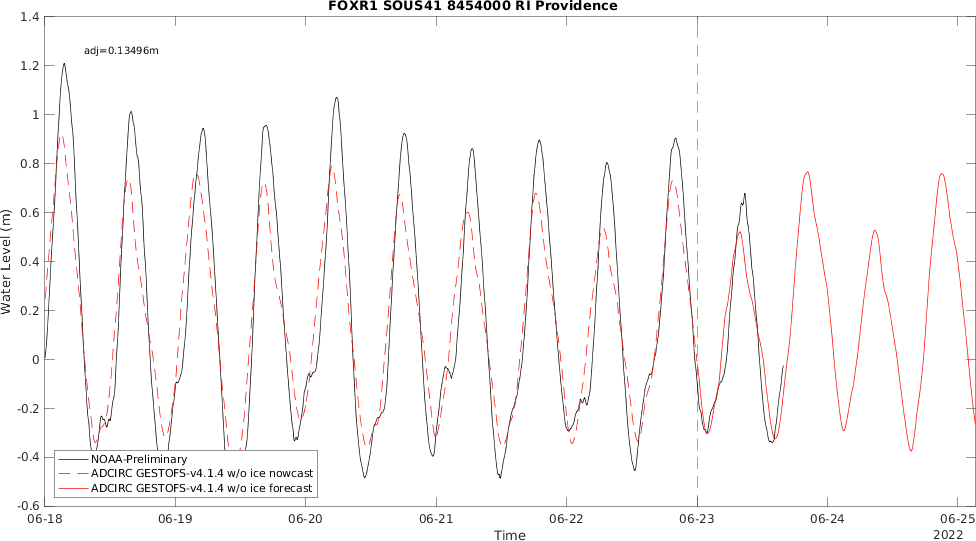 FOXR1 SOUS41 8454000 RI Providence
adj=0.13496m
1.4
1.2
1
0.8
0.6
0.4
0.2
0
-0.2
-0.4
-0.6
Water Level (m)
NOAA-Preliminary
ADCIRC GESTOFS-v4.1.4 w/o ice nowcast
ADCIRC GESTOFS-v4.1.4 w/o ice forecast
06-18 06-19 06-20 06-21 06-22 06-23 06-24 06-25
Time
2022